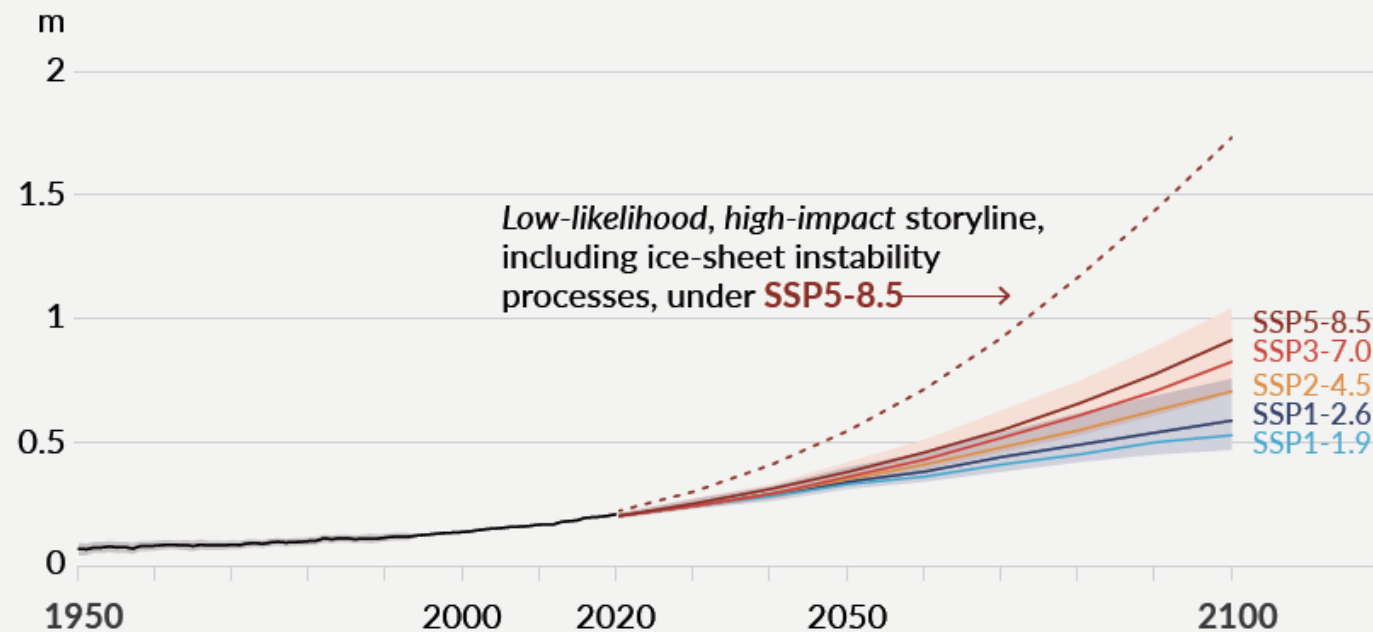 m
2
1.5
Low-likelihood, high-impact storyline,
including ice-sheet instability
processes, under SSP5-8.5
1
SSP5-8.5
SSP3-7.0
SSP2-4.5
SSP1-2.6
0.5
SSP1-1.9
0
1950 2000 2020 2050 2100